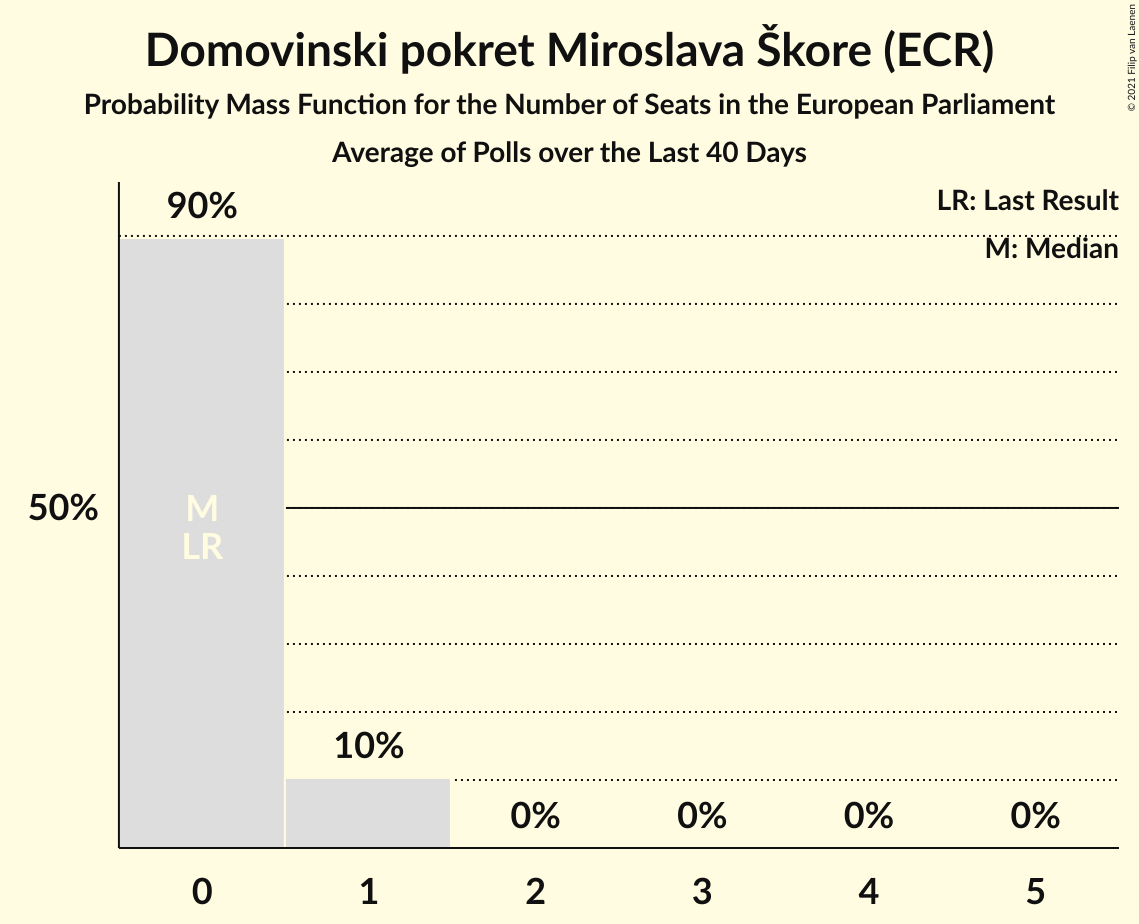 Domovinski pokret Miroslava Škore (ECR)
Probability Mass Function for the Number of Seats in the European Parliament
Average of Polls over the Last 40 Days
© 2021 Filip van Laenen
LR: Last Result
M: Median
90%
50%
M
LR
10%
0%
0%
0%
0%
0
1
2
3
4
5